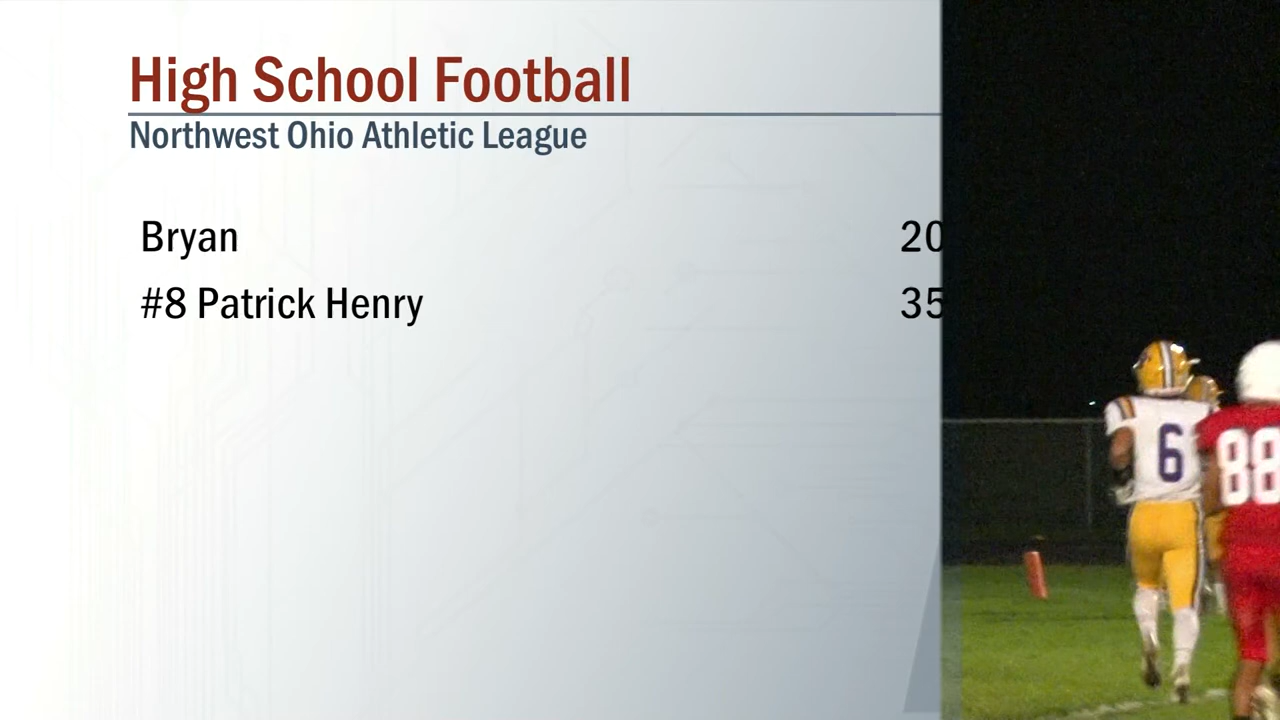 High School Football
Northwest Ohio Athletic League
Bryan 20
#8 Patrick Henry 35
6
88